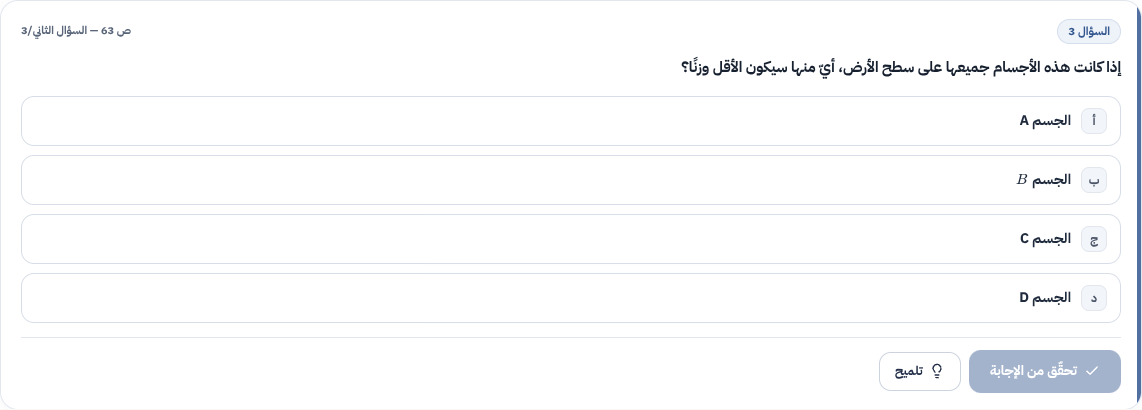 السؤال 3
ص 63 — السؤال الثاني/3
إذا كانت هذه الأجسام جميعها على سطح الأرض، أيّ منها سيكون الأقل وزنًا؟
أ الجسم A
ب الجسم B
ج الجسم C
د الجسم D
تحقّق من الإجابة
تلميح